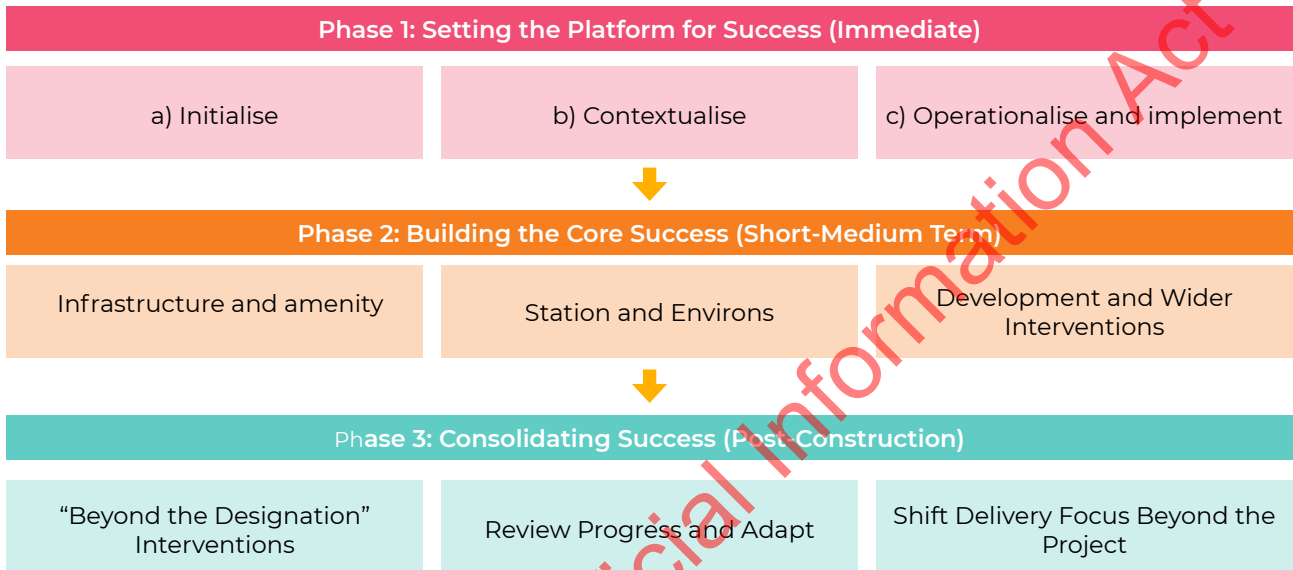 Phase 1: Setting the Platform for Success (Immediate)
a) Initialise
b) Contextualise
c) Operationalise and implement
Phase 2: Building the Core Success (Short-Medium Term)
Infrastructure and amenity
Station and Environs
Development and Wider
Interventions
Phase 3: Consolidating Success (Post-Construction)
“Beyond the Designation”
Interventions
Review Progress and Adapt
Shift Delivery Focus Beyond the
Project
Information Act